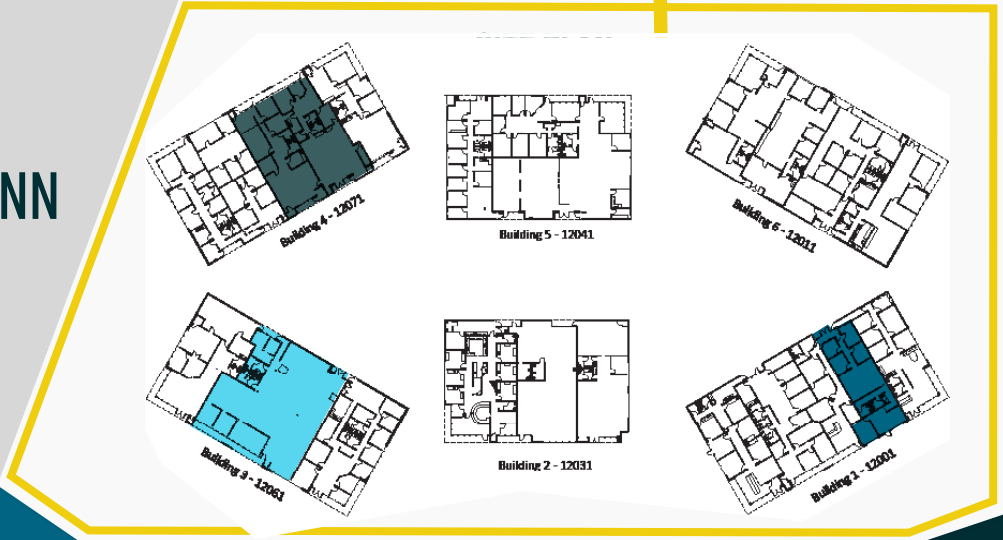 NN
Building 4 - 12071
Building 5 - 12041
Building 6 - 12011
Building 3 - 12061
Building 2 - 12031
Building 1 - 12001